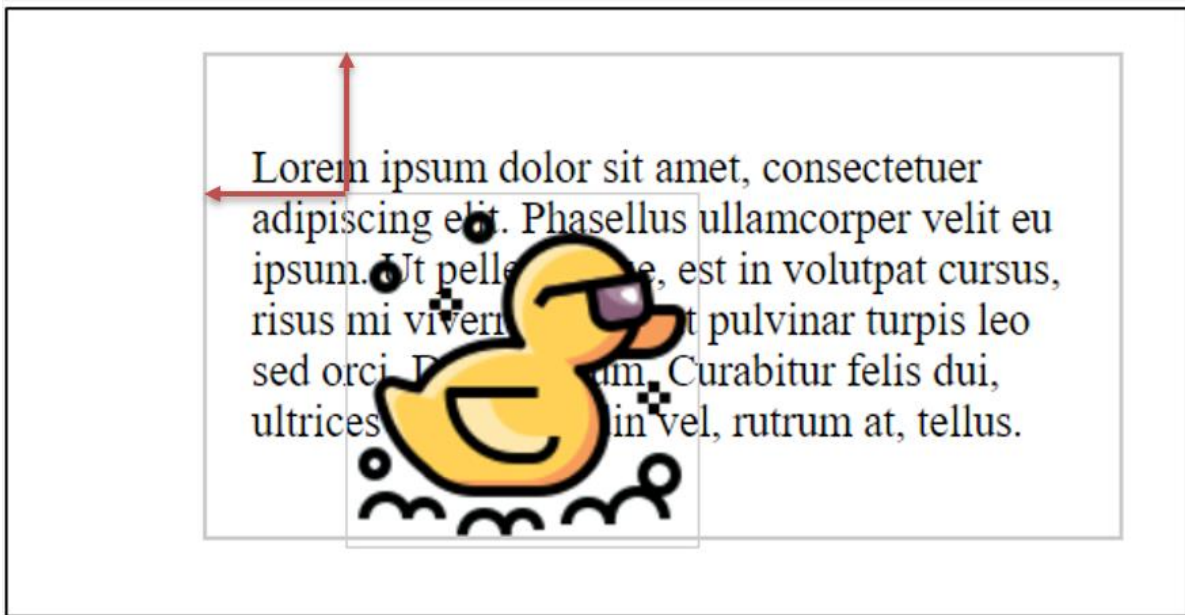 Lorem ipsum dolor sit amet, consectetuer
adipiscing elit. Phasellus ullamcorper velit eu
ipsum. Ut est in volutpat cursus,
risus mi pulvinar turpis leo
sed orci. Curabitur felis dui,
ultrices vel, rutrum at, tellus.